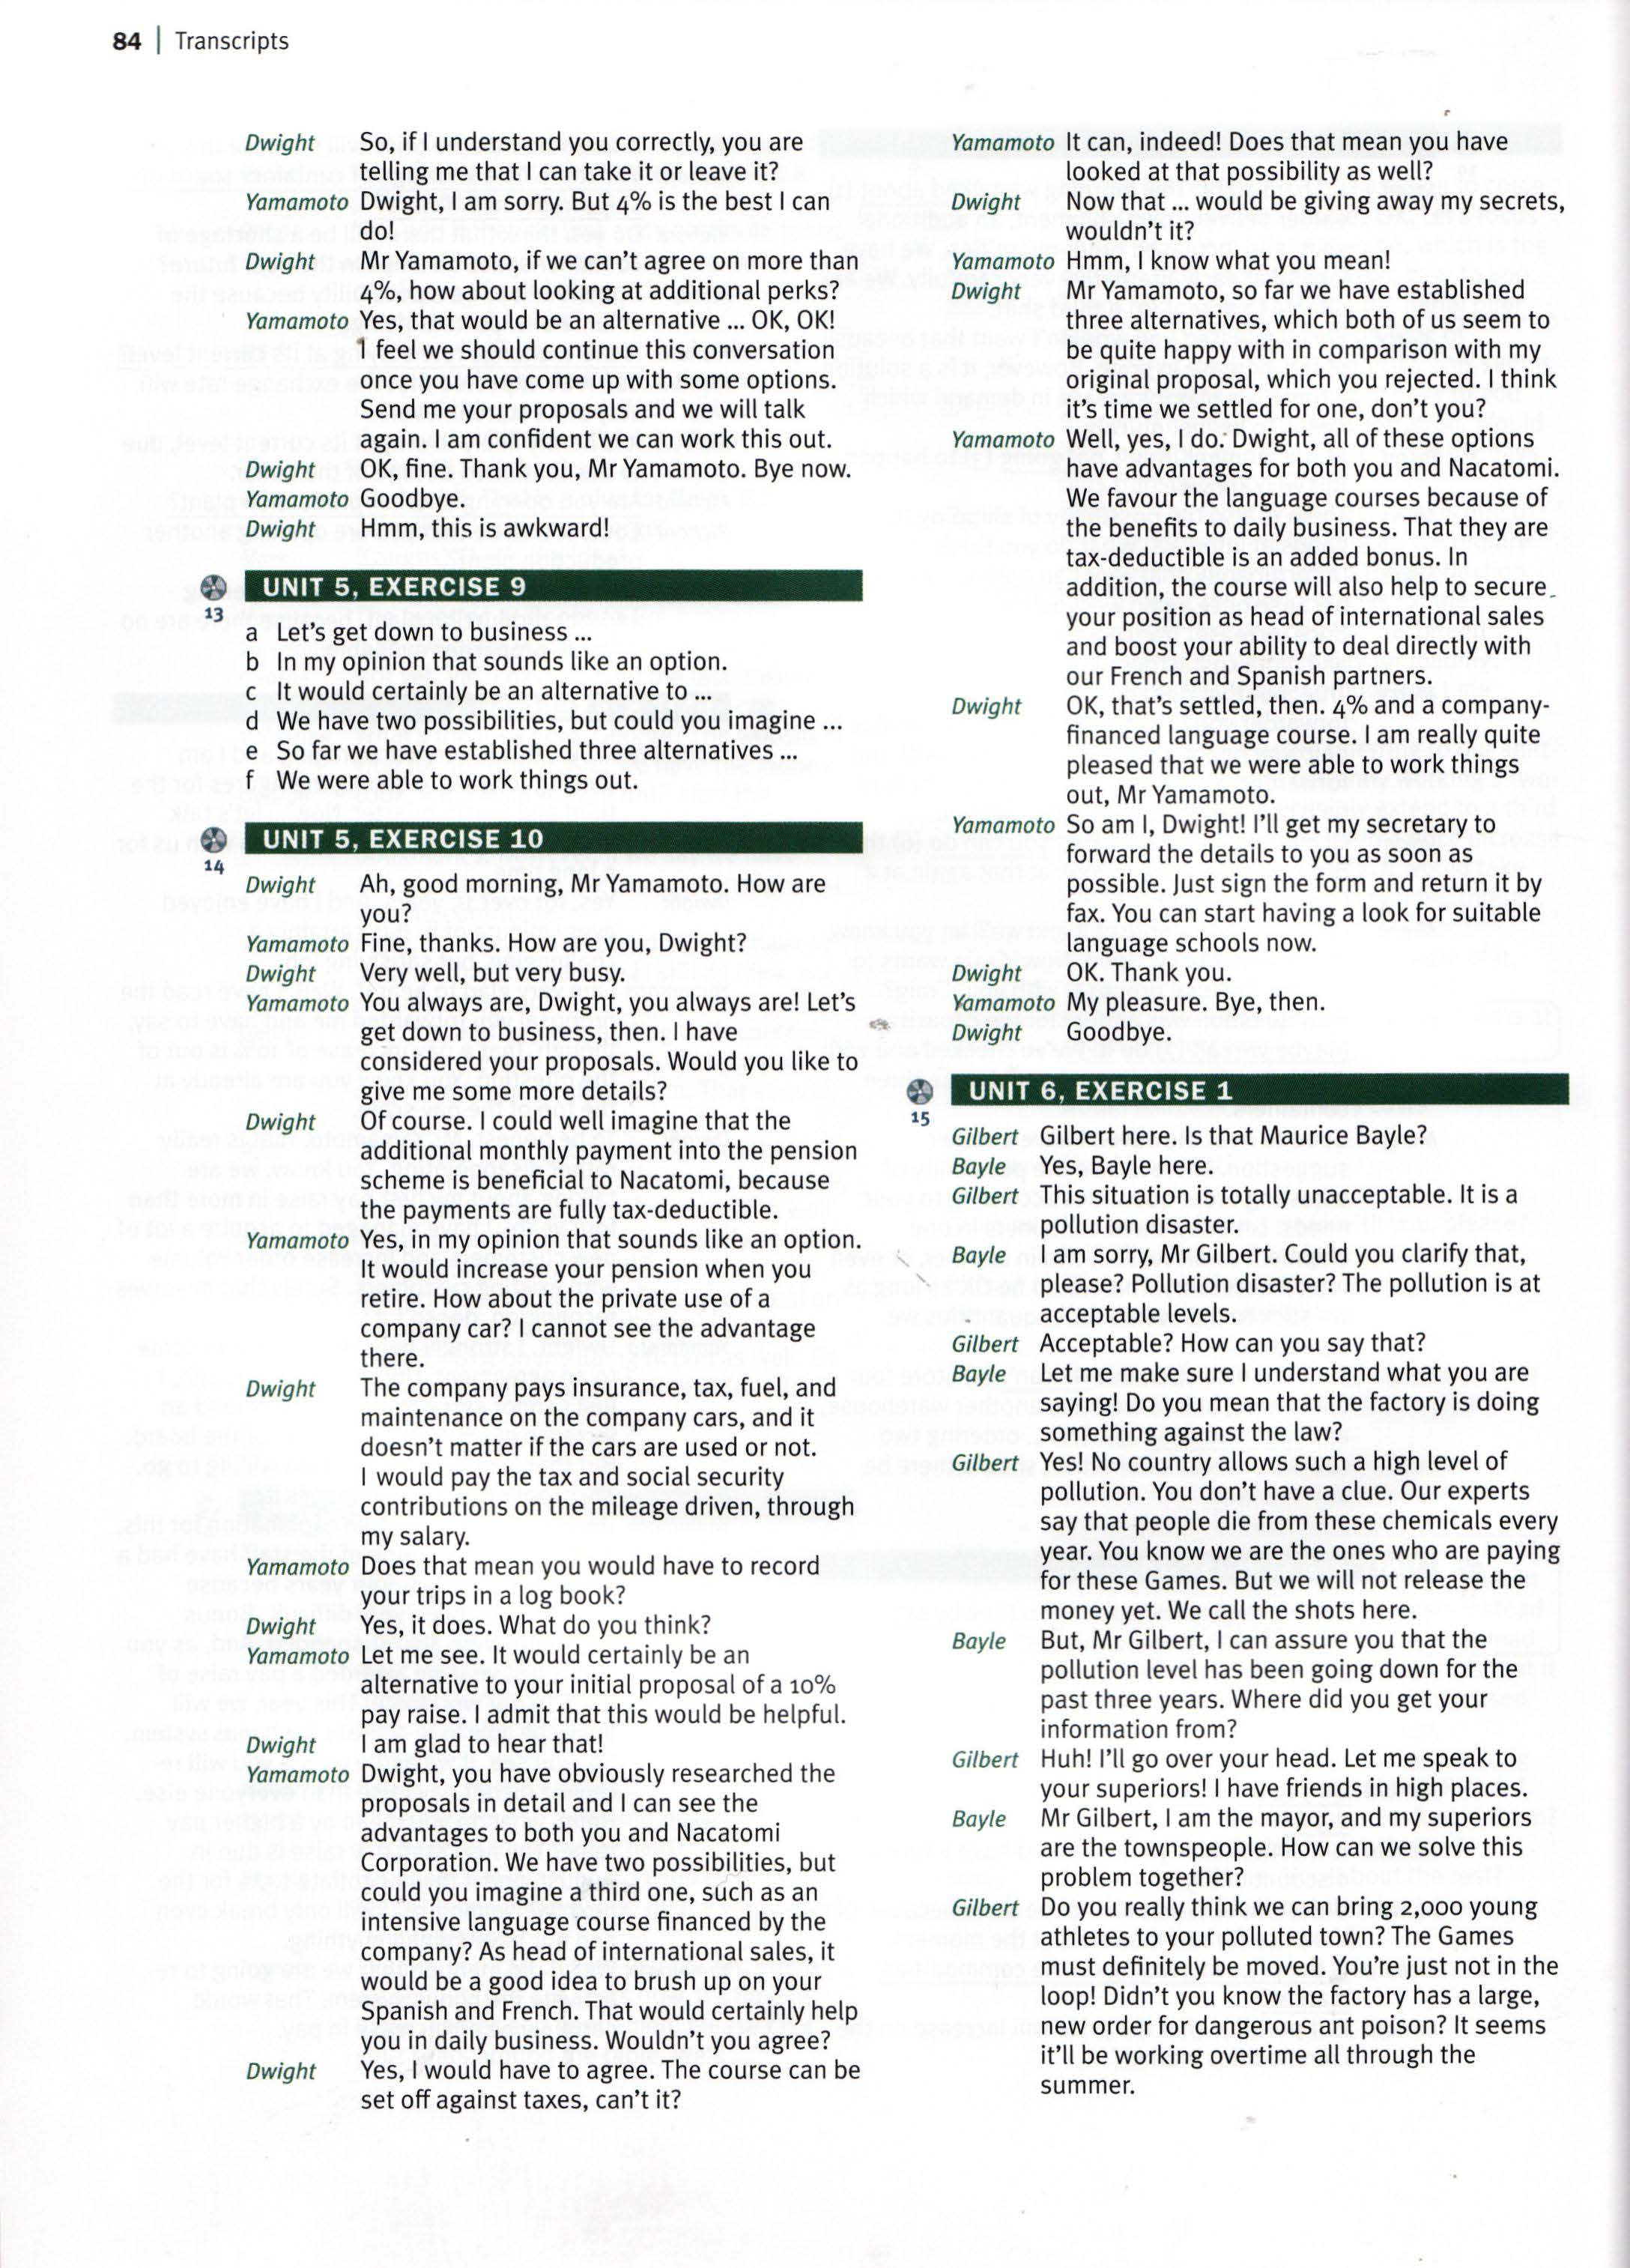 84 | Transcripts
Dwight So, if I understand you correctly, you are
telling me that I can take it or leave it?
Yamamoto Dwight, I am sorry. But 4% is the best I can
do!
Dwight Mr Yamamoto, if we can't agree on more than
4%, how about looking at additional perks?
Yamamoto Yes, that would be an alternative ... OK, OK!
I feel we should continue this conversation
once you have come up with some options.
Send me your proposals and we will talk
again. I am confident we can work this out.
Dwight OK, fine. Thank you, Mr Yamamoto. Bye now.
Yamamoto Goodbye.
Dwight Hmm, this is awkward!
UNIT 5, EXERCISE 9
13
a Let's get down to business ...
b In my opinion that sounds like an option.
c It would certainly be an alternative to ...
d We have two possibilities, but could you imagine ...
e So far we have established three alternatives ...
f We were able to work things out.
UNIT 5, EXERCISE 10
14
Dwight Ah, good morning, Mr Yamamoto. How are
you?
Yamamoto Fine, thanks. How are you, Dwight?
Dwight Very well, but very busy.
Yamamoto You always are, Dwight, you always are! Let's
get down to business, then. I have
considered your proposals. Would you like to
give me some more details?
Dwight Of course. I could well imagine that the
additional monthly payment into the pension
scheme is beneficial to Nacatomi, because
the payments are fully tax-deductible.
Yamamoto Yes, in my opinion that sounds like an option.
It would increase your pension when you
retire. How about the private use of a
company car? I cannot see the advantage
there.
Dwight The company pays insurance, tax, fuel, and
maintenance on the company cars, and it
doesn't matter if the cars are used or not.
I would pay the tax and social security
contributions on the mileage driven, through
my salary.
Yamamoto Does that mean you would have to record
your trips in a log book?
Dwight Yes, it does. What do you think?
Yamamoto Let me see. It would certainly be an
alternative to your initial proposal of a 10%
pay raise. I admit that this would be helpful.
Dwight I am glad to hear that!
Yamamoto Dwight, you have obviously researched the
proposals in detail and I can see the
advantages to both you and Nacatomi
Corporation. We have two possibilities, but
could you imagine a third one, such as an
intensive language course financed by the
company? As head of international sales, it
would be a good idea to brush up on your
Spanish and French. That would certainly help
you in daily business. Wouldn't you agree?
Dwight Yes, I would have to agree. The course can be
set off against taxes, can't it?
Yamamoto It can, indeed! Does that mean you have
looked at that possibility as well?
Dwight Now that ... would be giving away my secrets,
wouldn't it?
Yamamoto Hmm, I know what you mean!
Dwight Mr Yamamoto, so far we have established
three alternatives, which both of us seem to
be quite happy with in comparison with my
original proposal, which you rejected. I think
it's time we settled for one, don't you?
Yamamoto Well, yes, I do. Dwight, all of these options
have advantages for both you and Nacatomi.
We favour the language courses because of
the benefit to daily business. That they are
tax-deductible is an added bonus. In
addition, the course will also help to secure
your position as head of international sales
and boost your ability to deal directly with
our French and Spanish partners.
Dwight OK, that's settled, then. 4% and a company-
financed language course. I am really quite
pleased that we were able to work things
out, Mr Yamamoto.
Yamamoto So am I, Dwight! I'll get my secretary to
forward the details to you as soon as
possible. Just sign the form and return it by
fax. You can start having a look for suitable
language schools now.
Dwight OK. Thank you.
Yamamoto My pleasure. Bye, then.
Dwight Goodbye.
UNIT 6, EXERCISE 1
15
Gilbert Gilbert here. Is that Maurice Bayle?
Bayle Yes, Bayle here.
Gilbert This situation is totally unacceptable. It is a
pollution disaster.
Bayle I am sorry, Mr Gilbert. Could you clarify that,
please? Pollution disaster? The pollution is at
acceptable levels.
Gilbert Acceptable? How can you say that?
Bayle Let me make sure I understand what you are
saying! Do you mean that the factory is doing
something against the law?
Gilbert Yes! No country allows such a high level of
pollution. You don't have a clue. Our experts
say that people die from these chemicals every
year. You know we are the ones who are paying
for these Games. But we will not release the
money yet. We call the shots here.
Bayle But, Mr Gilbert, I can assure you that the
pollution level has been going down for the
past three years. Where did you get your
information from?
Gilbert Huh! I'll go over your head. Let me speak to
your superiors! I have friends in high places.
Bayle Mr Gilbert, I am the mayor, and my superiors
are the townspeople. How can we solve this
problem together?
Gilbert Do you really think we can bring 2,000 young
athletes to your polluted town? The Games
must definitely be moved. You're just not in the
loop! Didn't you know the factory has a large,
new order for dangerous ant poison? It seems
it'll be working overtime all through the
summer.